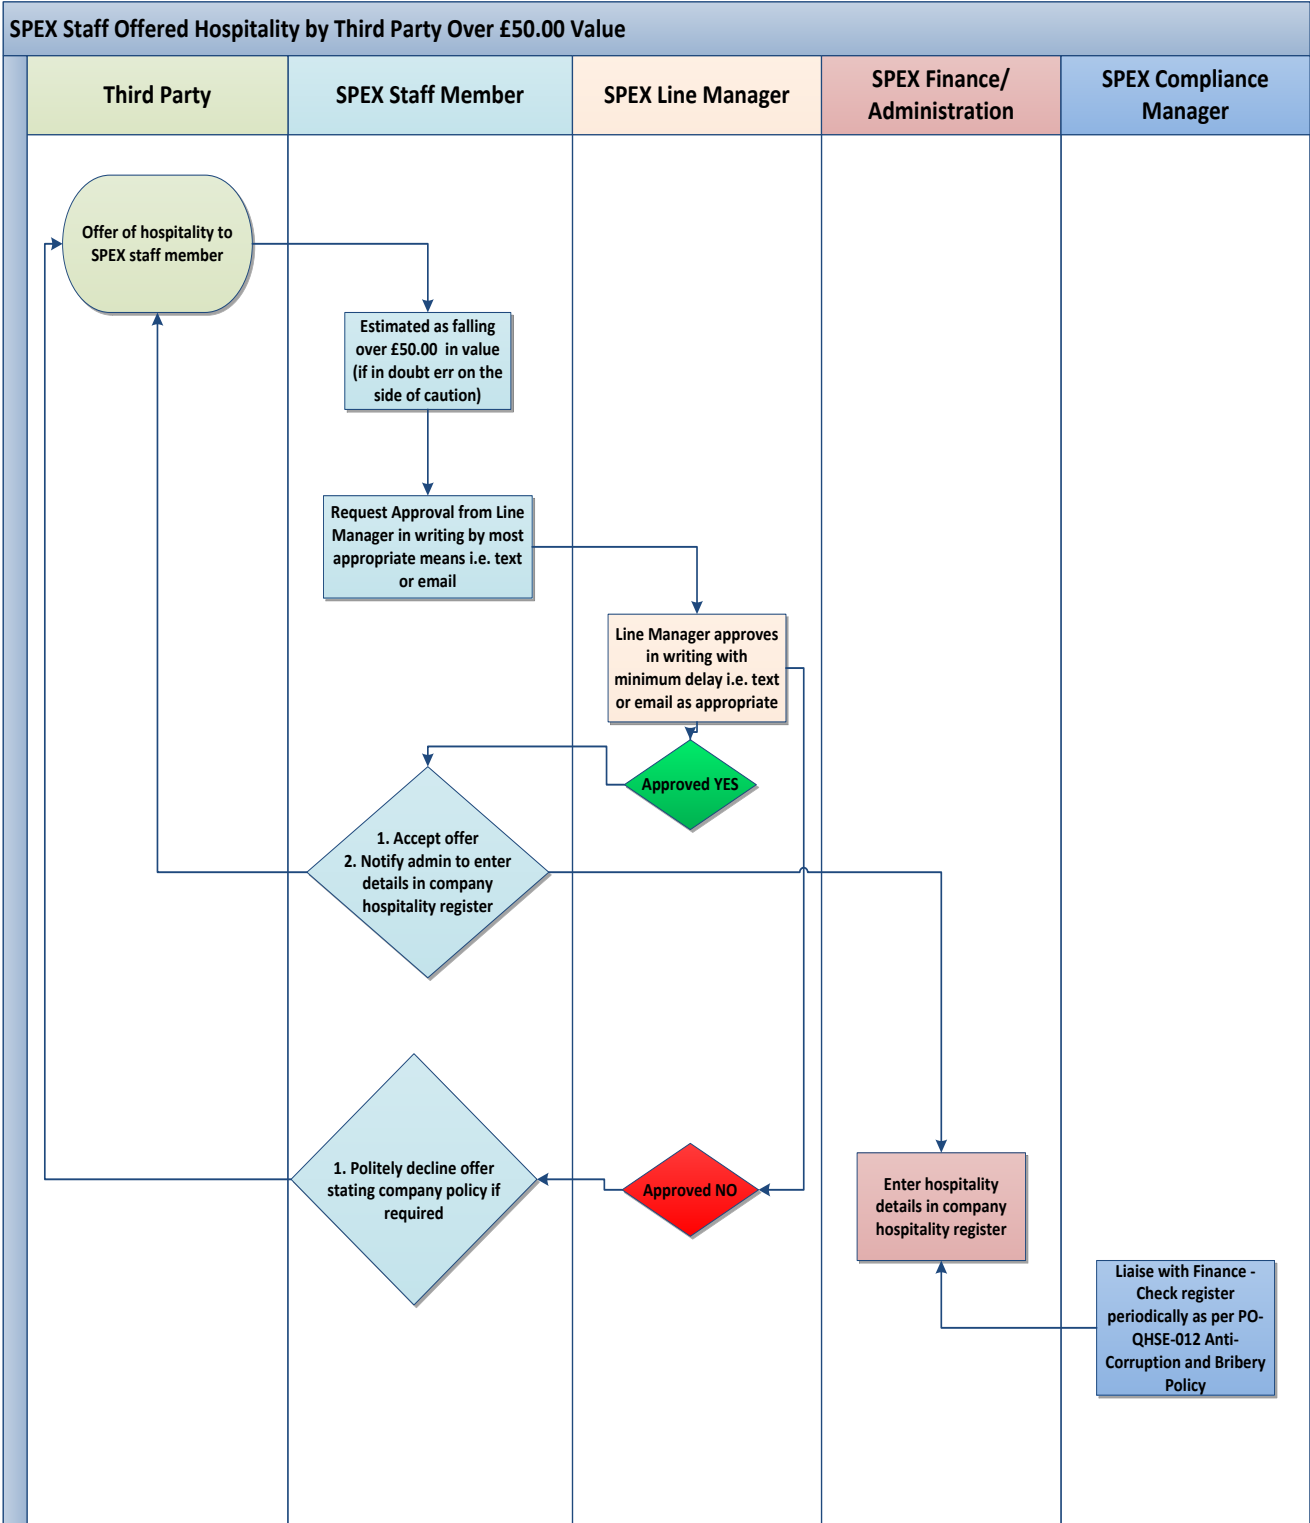 SPEX Staff Offered Hospitality by Third Party Over £50.00 Value
Third Party
SPEX Staff Member
SPEX Line Manager
SPEX Finance/
Administration
SPEX Compliance
Manager
Offer of hospitality to
SPEX staff member
Estimated as falling
over £50.00 in value
(if in doubt err on the
side of caution)
Request Approval from Line
Manager in writing by most
appropriate means i.e. text
or email
Line Manager approves
in writing with
minimum delay i.e. text
or email as appropriate
Approved YES
1. Accept offer
2. Notify admin to enter
details in company
hospitality register
1. Politely decline offer
stating company policy if
required
Approved NO
Enter hospitality
details in company
hospitality register
Liaise with Finance -
Check register
periodically as per PO-
QHSE-012 Anti-
Corruption and Bribery
Policy